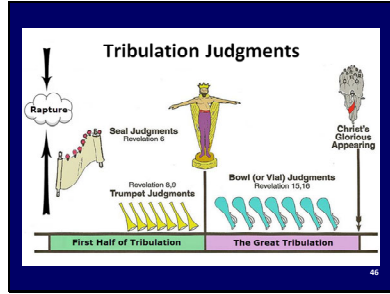 Tribulation Judgments
Rapture
Seal Judgments
Revelation 6
Christ's
Glorious
Appearing
Revelation 8,9
Trumpet Judgments
Bowl (or Vial) Judgments
Revelation 15,16
First Half of Tribulation
The Great Tribulation
46